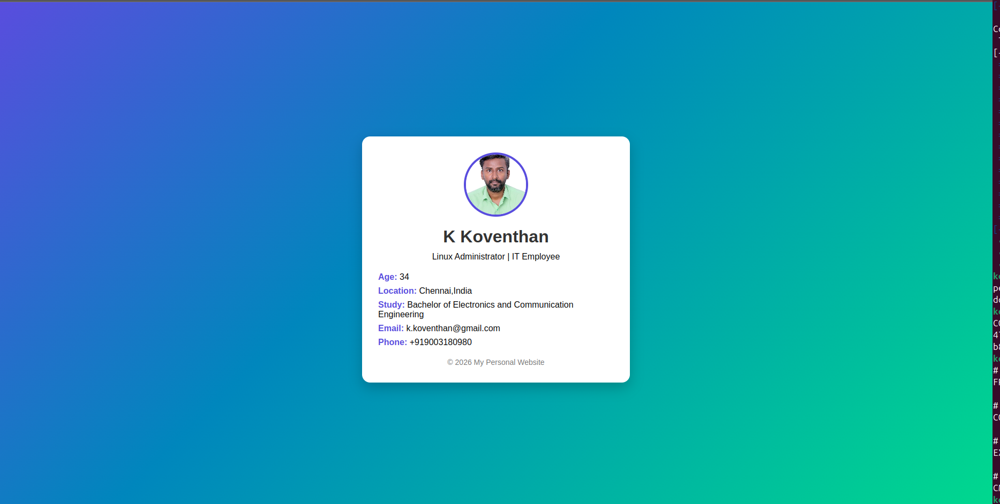 K Koventhan
Linux Administrator | IT Employee
Age: 34
Location: Chennai,India
Study: Bachelor of Electronics and Communication
Engineering
Email: k.koventhan@gmail.com
Phone: +919003180980
© 2026 My Personal Website